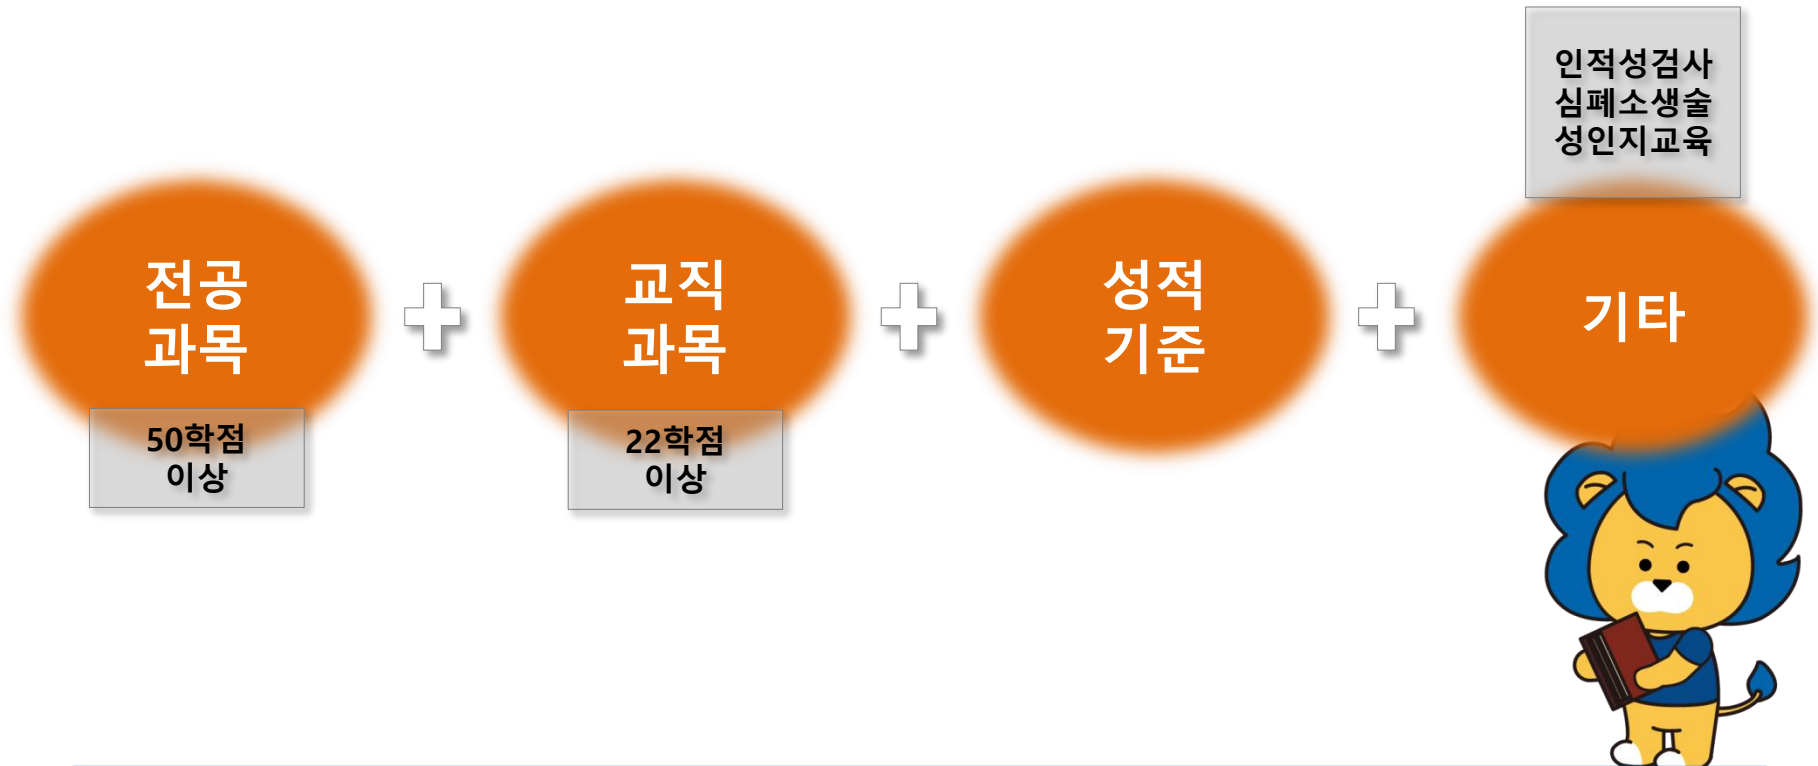 전공
과목
50학점
이상
교직
과목
22학점
이상
성적
기준
인적성검사
심폐소생술
성인지교육
기타